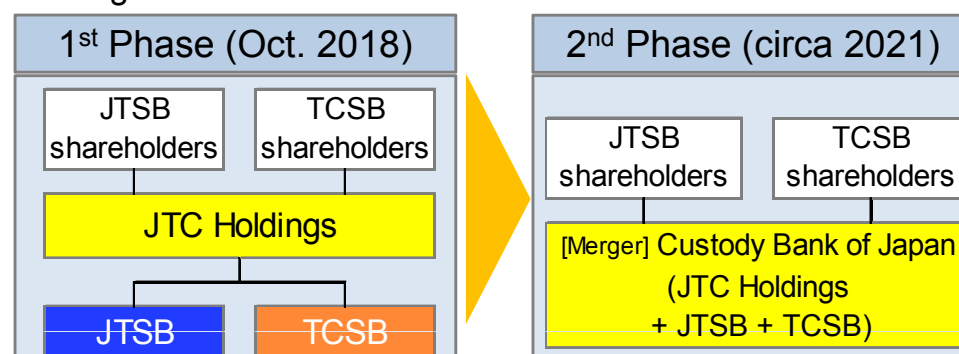 1st Phase (Oct. 2018)
JTSB
shareholders
TCSB
shareholders
JTC Holdings
JTSB
TCSB
2nd Phase (circa 2021)
JTSB
shareholders
TCSB
shareholders
[Merger] Custody Bank of Japan
(JTC Holdings
+ JTSB + TCSB)